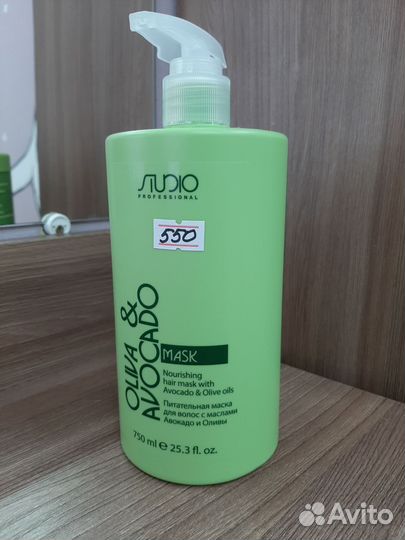 STUDIO
PROFESSIONAL
550
OLIVA &
AVOCADO
MASK
Nourishing
hair mask with
Avocado & Olive oils
Питательная маска
для волос с маслами
Авокадо и Оливы
750 ml ℮ 25.3 fl. oz.
Avito